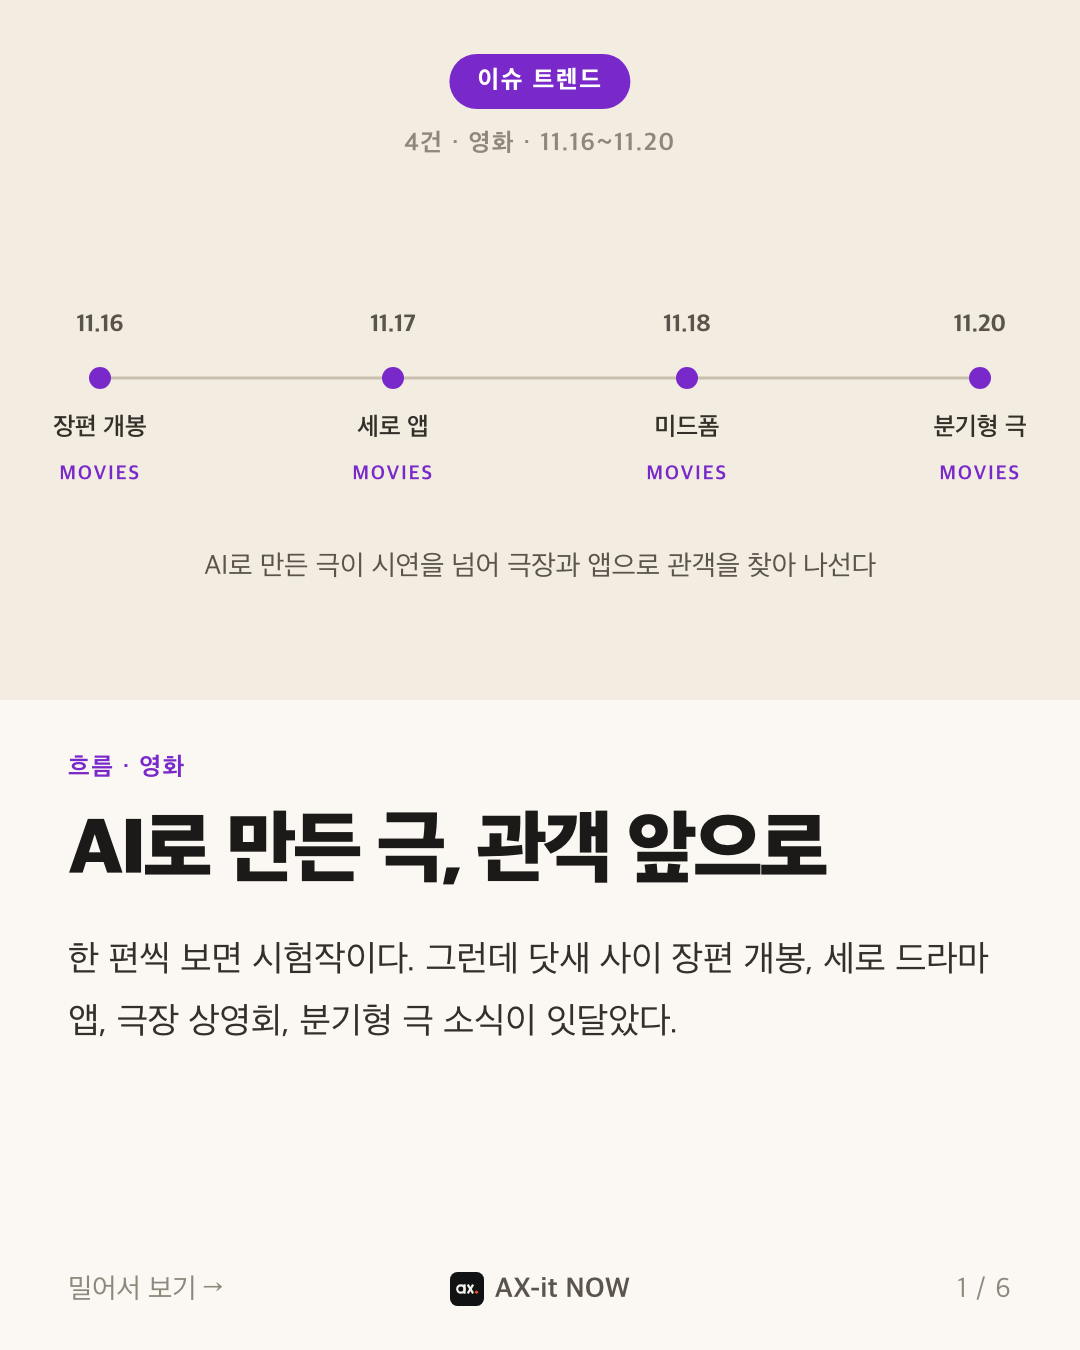 이슈 트렌드
4건 · 영화 · 11.16~11.20
11.16 11.17 11.18 11.20
장편 개봉 세로 앱 미드폼 분기형 극
MOVIES MOVIES MOVIES MOVIES
AI로 만든 극이 시연을 넘어 극장과 앱으로 관객을 찾아 나선다
흐름 · 영화
AI로 만든 극, 관객 앞으로
한 편씩 보면 시험작이다. 그런데 닷새 사이 장편 개봉, 세로 드라마
앱, 극장 상영회, 분기형 극 소식이 잇달았다.
밀어서 보기 → ax. AX-it NOW 1 / 6